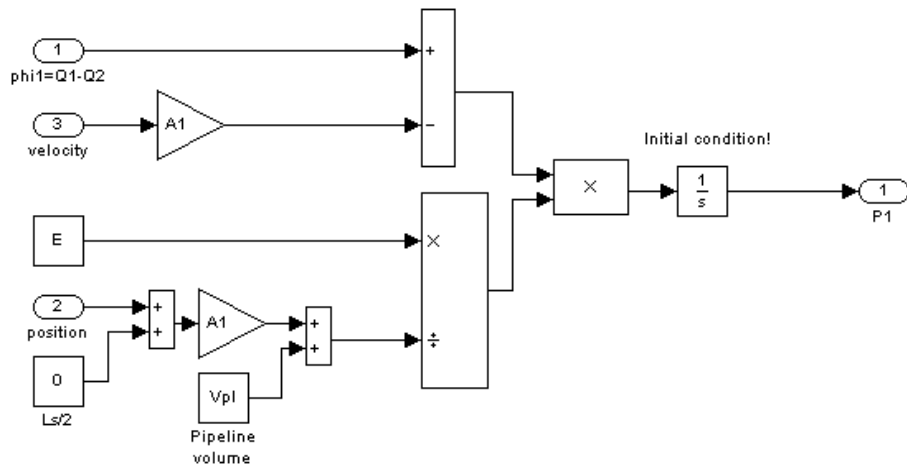 1
phi1=Q1-Q2
+
3
velocity
A1
−
Initial condition!
×
1
s
1
P1
E
×
2
position
+
+
A1
+
+
÷
0
Ls/2
Vpl
Pipeline
volume